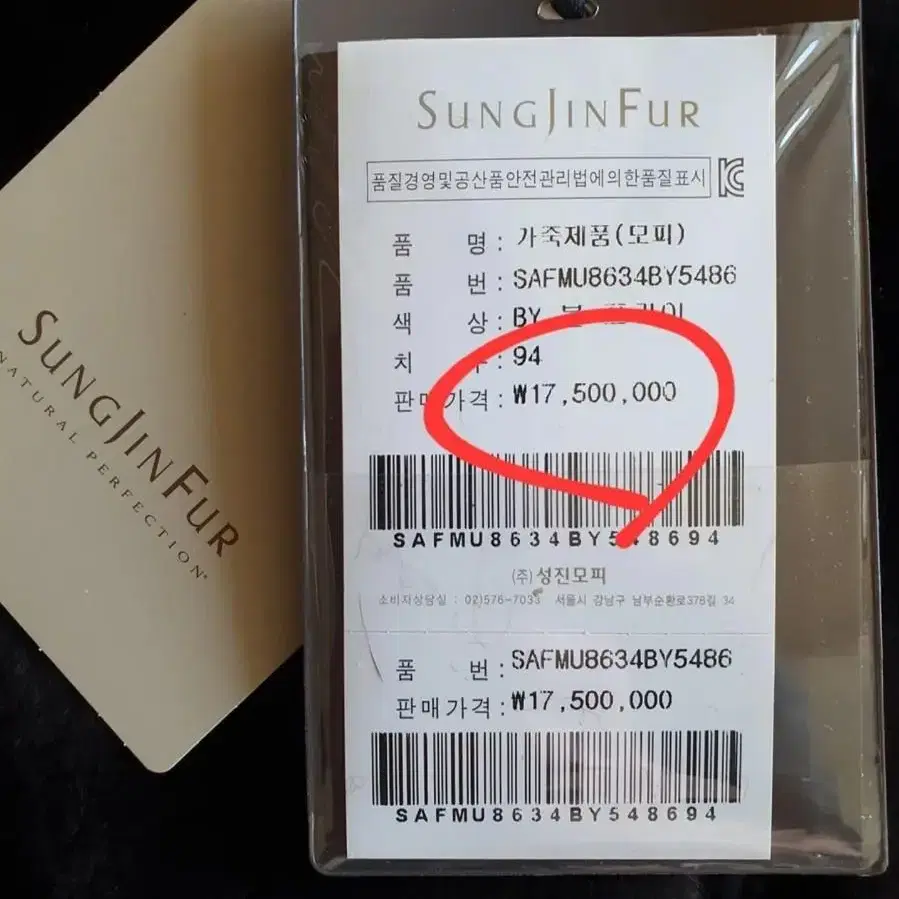 SUNGJINFUR
NATURAL PERFECTION
SUNGJINFUR
품질경영및공산품안전관리법에의한품질표시
품 명 : 가죽제품(모피)
품 번 : SAFMU8634BY5486
색 상 : BY
치 : 94
판매가격 : ₩17,500,000
SAFMU8634BY548694
(주)성진모피
소비자상담실 : 02)576-7033 서울시 강남구 남부순환로378길 34
품 번 : SAFMU8634BY5486
판매가격 : ₩17,500,000
SAFMU8634BY548694